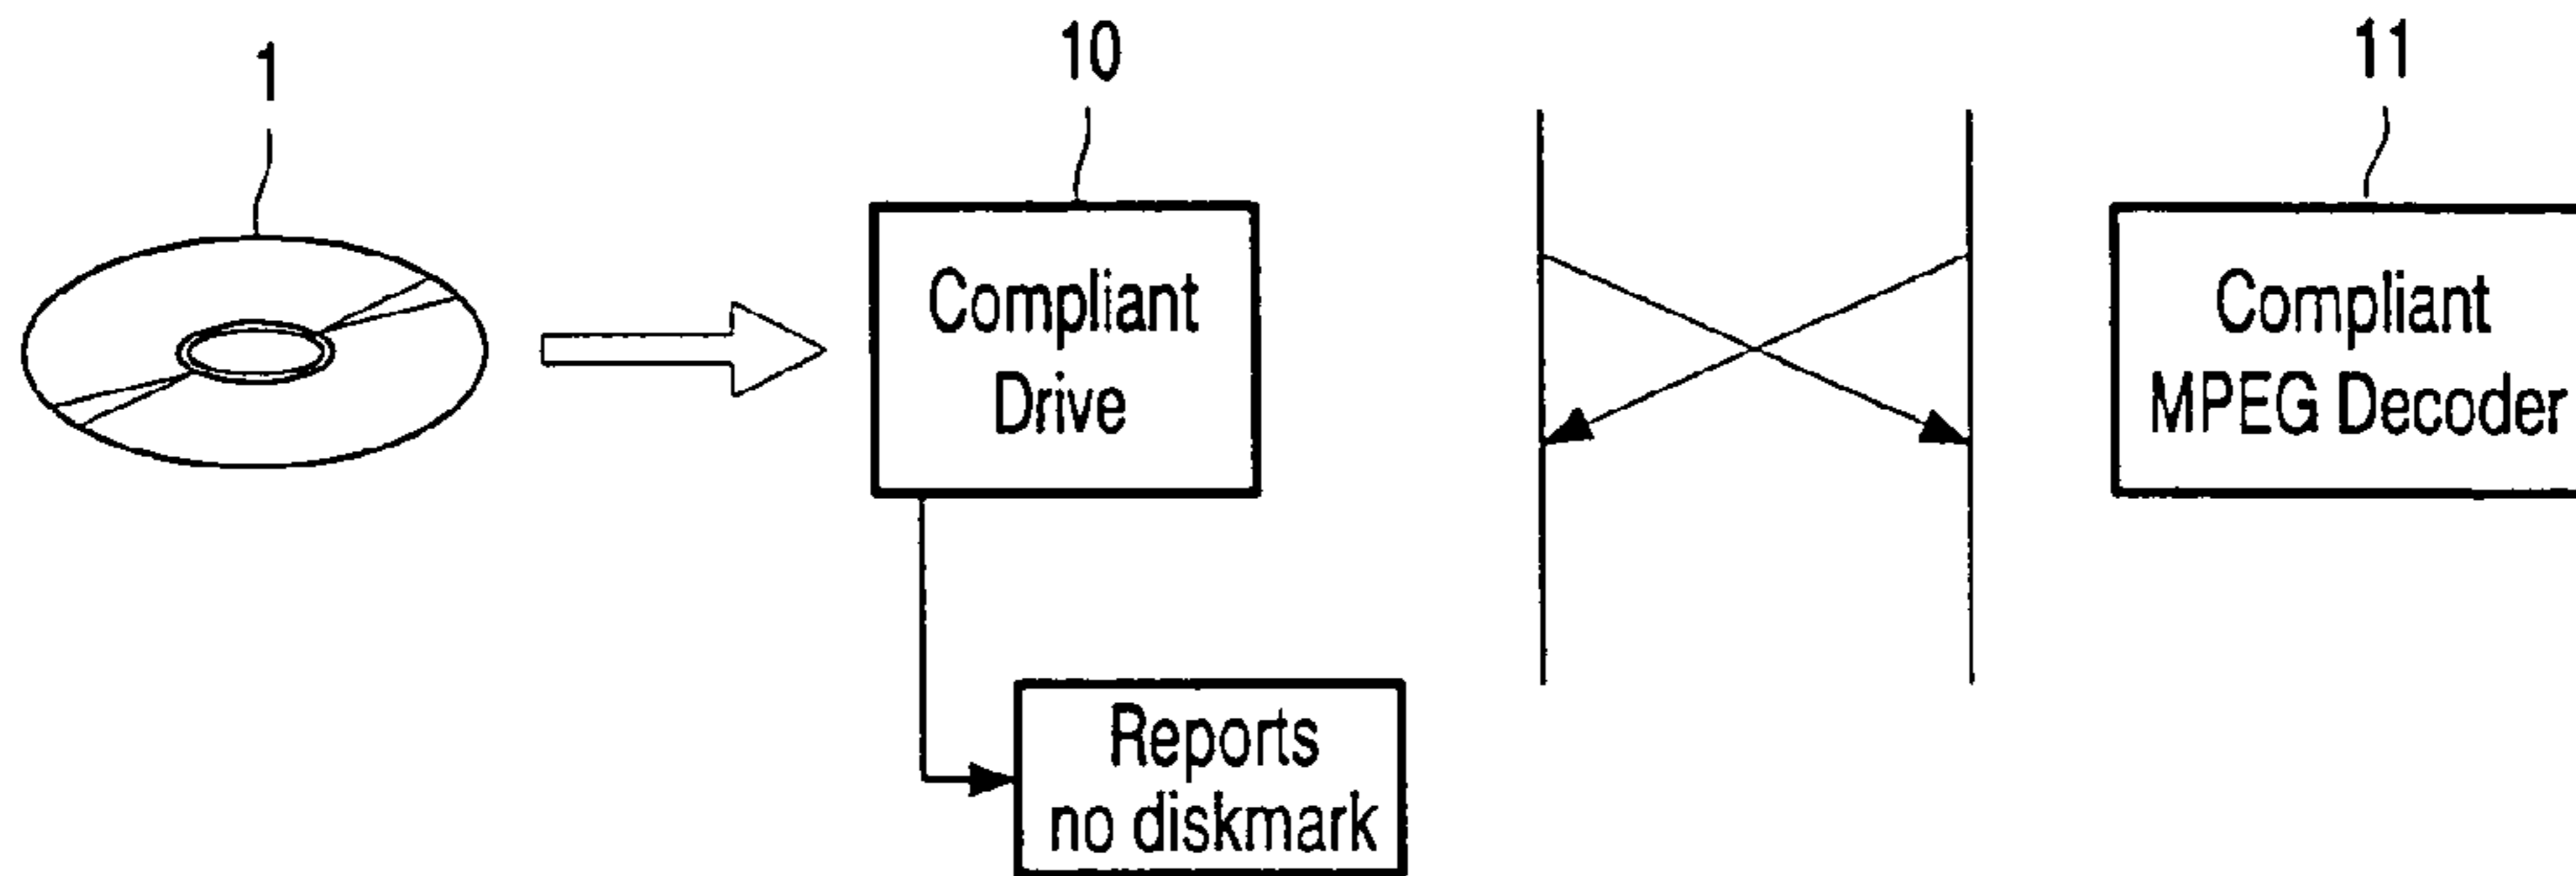 1
10
11
Compliant
Drive
Compliant
MPEG Decoder
Reports
no diskmark